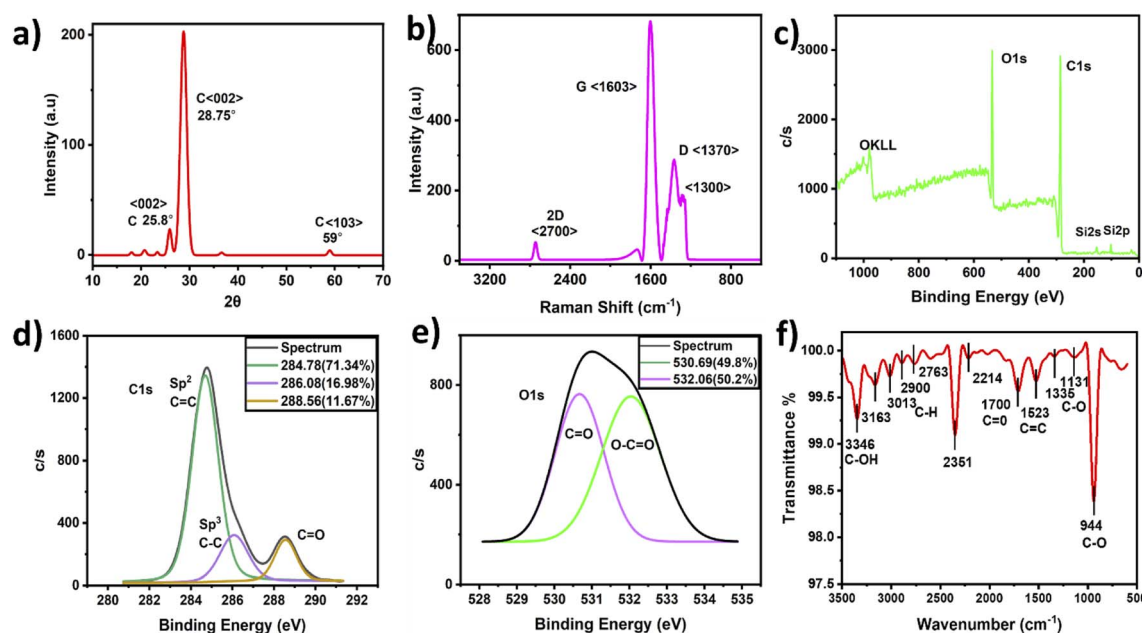 a)
Intensity (a.u)
200
100
0
C<002>
28.75°
<002>
C 25.8°
C<103>
59°
10 20 30 40 50 60 70
2θ
b)
Intensity (a.u)
600
400
200
0
G <1603>
D <1370>
<1300>
2D
<2700>
3200 2400 1600 800
Raman Shift (cm-1)
c)
c/s
3000
2000
1000
0
O1s
C1s
OKLL
Si2s Si2p
1000 800 600 400 200 0
Binding Energy (eV)
d)
c/s
1600
1200
800
400
0
C1s
Sp2
C=C
Sp3
C-C
C=O
Spectrum
284.78(71.34%)
286.08(16.98%)
288.56(11.67%)
280 282 284 286 288 290 292
Binding Energy (eV)
e)
c/s
800
400
0
O1s
C=O
O-C=O
Spectrum
530.69(49.8%)
532.06(50.2%)
528 529 530 531 532 533 534 535
Binding Energy (eV)
f)
Transmittance %
100.0
99.5
99.0
98.5
98.0
97.5
3346
C-OH
3163
3013
2900
C-H
2763
2351
2214
1700
C=0
1523
C=C
1335
1131
C-O
944
C-O
3500 3000 2500 2000 1500 1000 500
Wavenumber (cm-1)